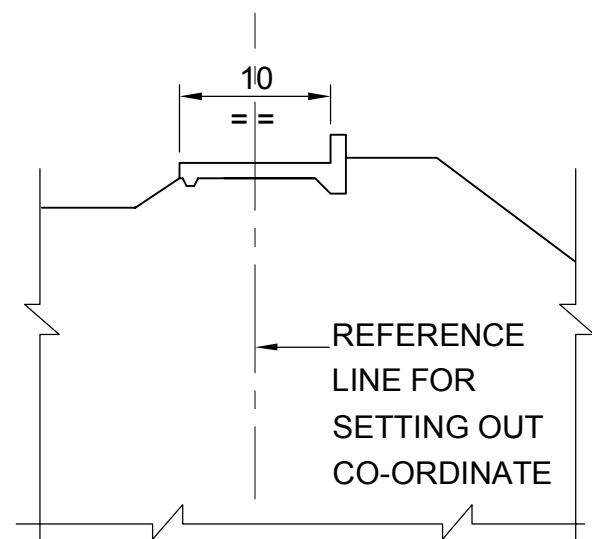 10
= =
REFERENCE
LINE FOR
SETTING OUT
CO-ORDINATE